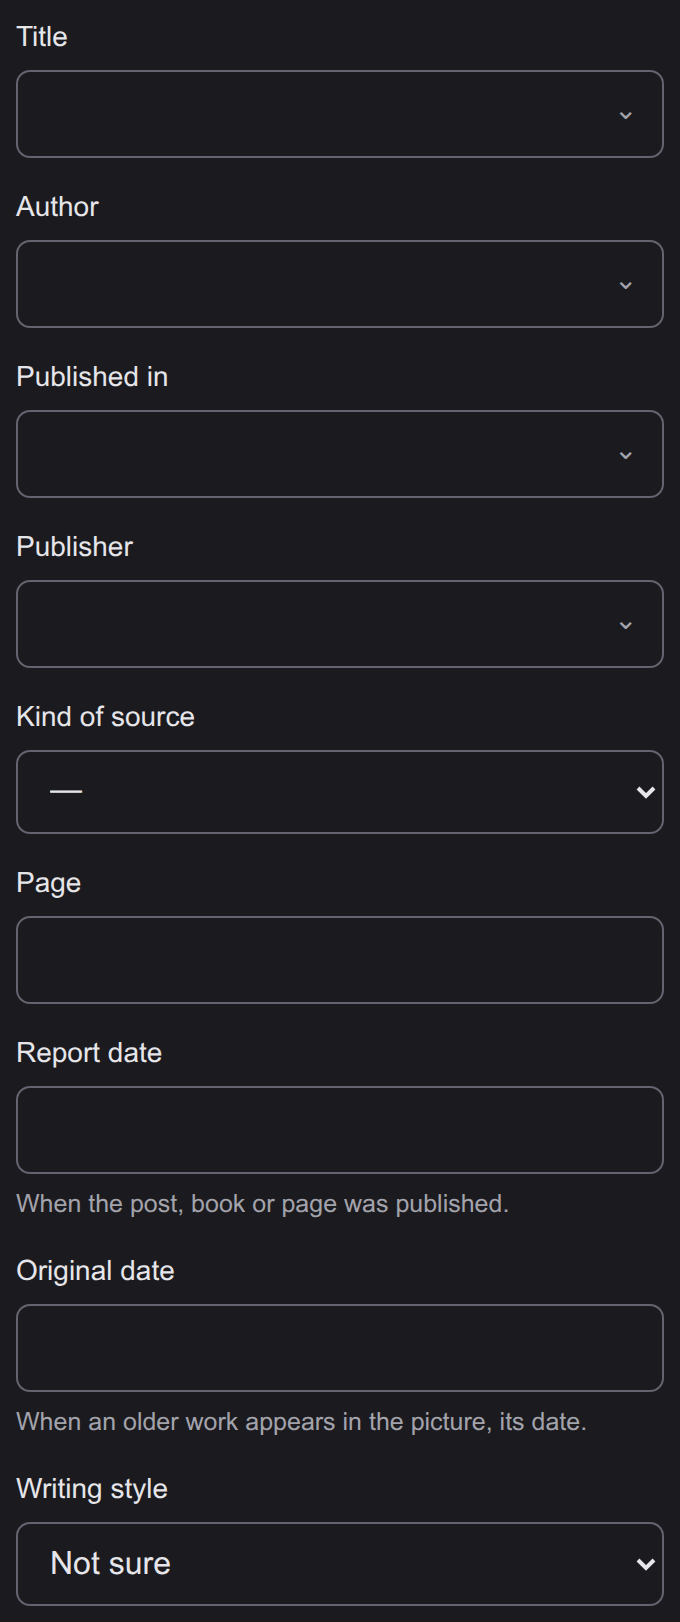 Title
Author
Published in
Publisher
Kind of source
—
Page
Report date
When the post, book or page was published.
Original date
When an older work appears in the picture, its date.
Writing style
Not sure